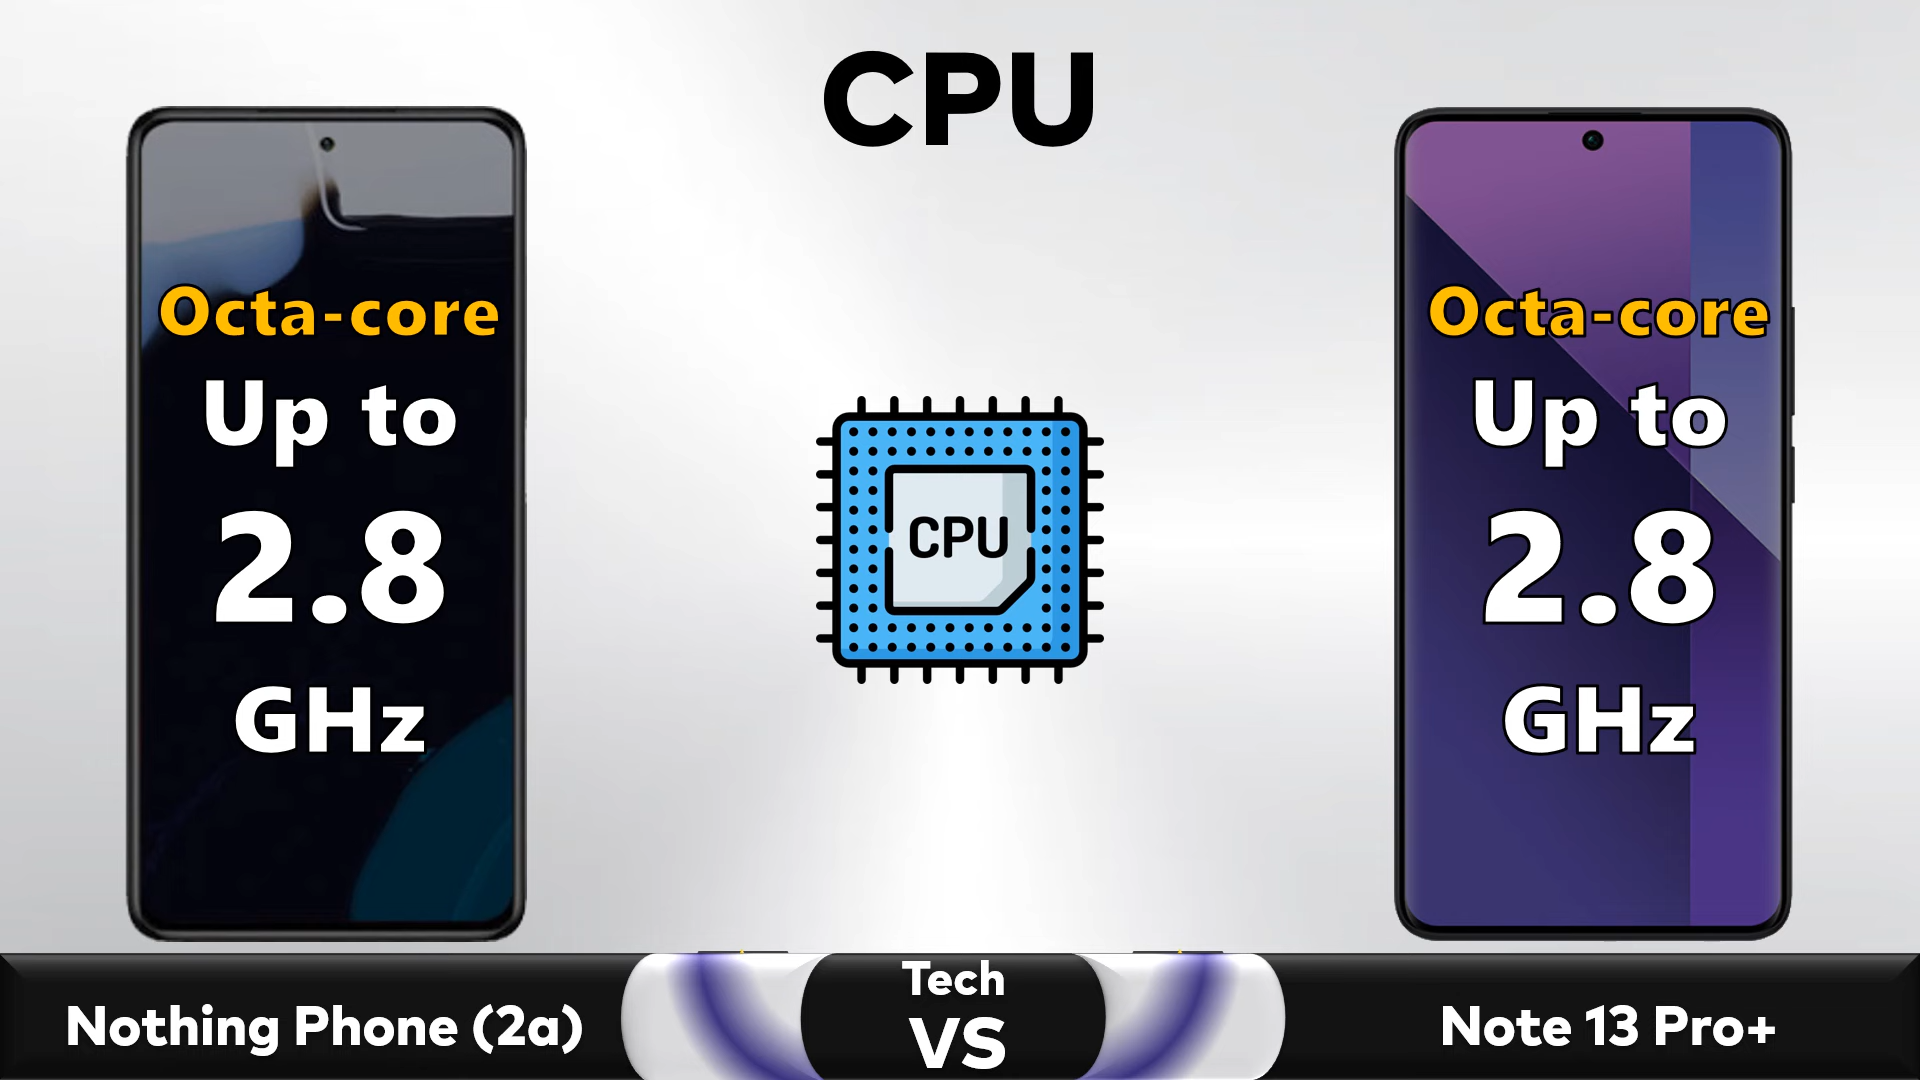 CPU
Octa-core
Up to
2.8
GHz
CPU
Octa-core
Up to
2.8
GHz
Nothing Phone (2a)
Tech
VS
Note 13 Pro+